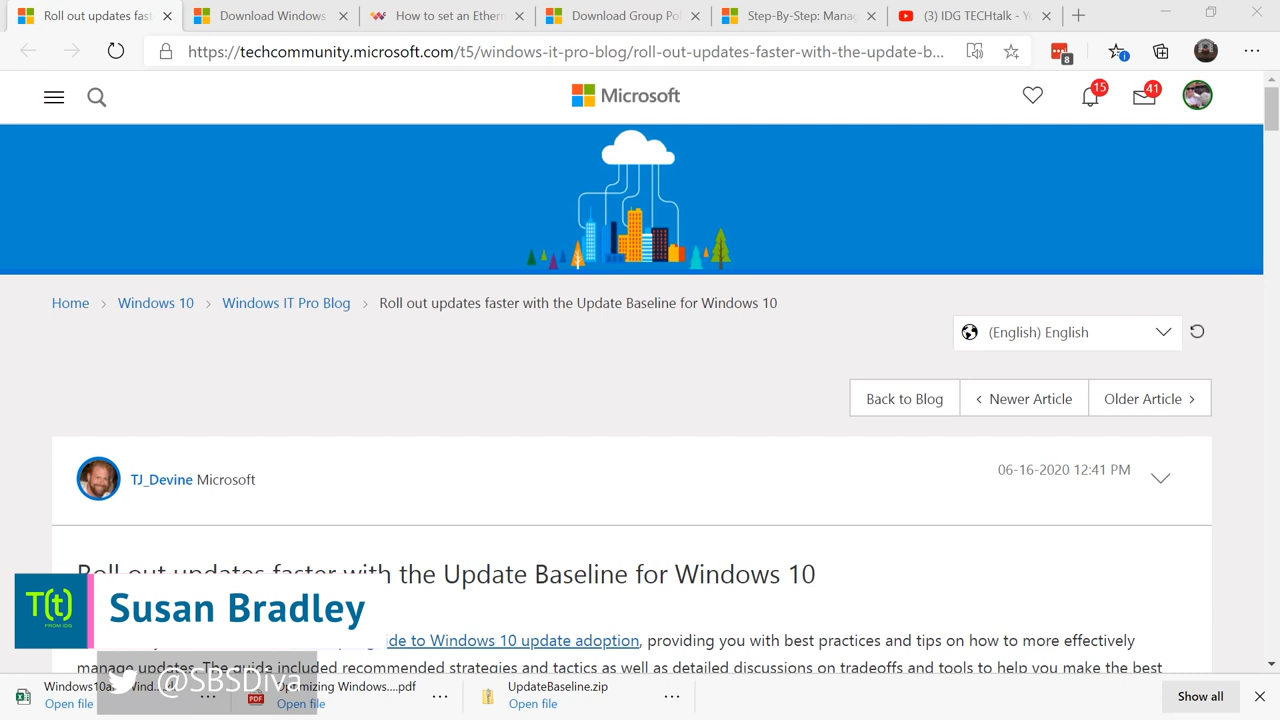 Roll out updates fast
Download Windows
How to set an Ethern
Download Group Pol
Step-By-Step: Manag
(3) IDG TECHtalk - Yo
https://techcommunity.microsoft.com/t5/windows-it-pro-blog/roll-out-updates-faster-with-the-update-b...
8
Microsoft
15
41
Home > Windows 10 > Windows IT Pro Blog > Roll out updates faster with the Update Baseline for Windows 10
(English) English
Back to Blog
< Newer Article
Older Article >
TJ_Devine Microsoft
06-16-2020 12:41 PM
Roll out updates faster with the Update Baseline for Windows 10
T(t)
FROM IDG
Susan Bradley
ide to Windows 10 update adoption, providing you with best practices and tips on how to more effectively
manage updates. The guide included recommended strategies and tactics as well as detailed discussions on tradeoffs and tools to help you make the best
@SBSDiva
Open file
Windows....pdf
Open file
UpdateBaseline.zip
Open file
Show all